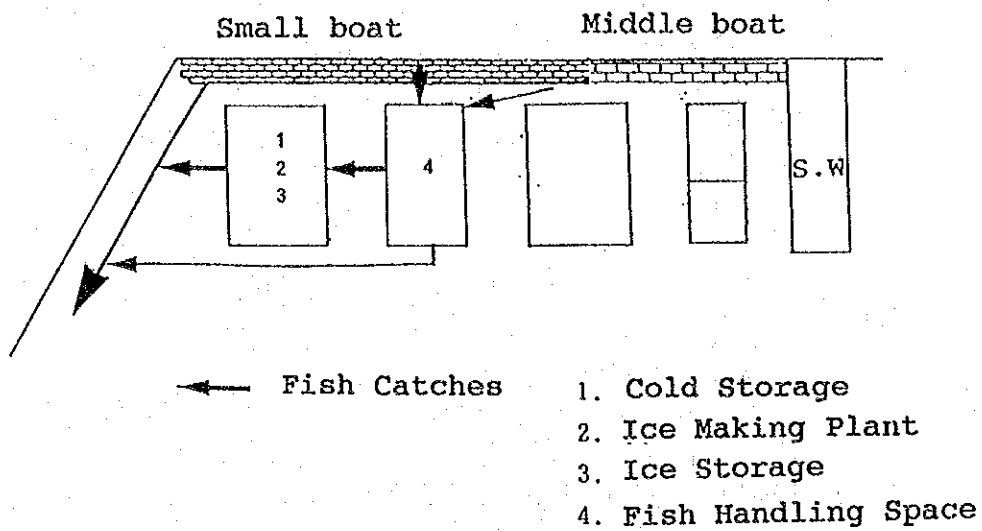 Small boat
Middle boat
1
2
3
4
S.W
Fish Catches
1. Cold Storage
2. Ice Making Plant
3. Ice Storage
4. Fish Handling Space